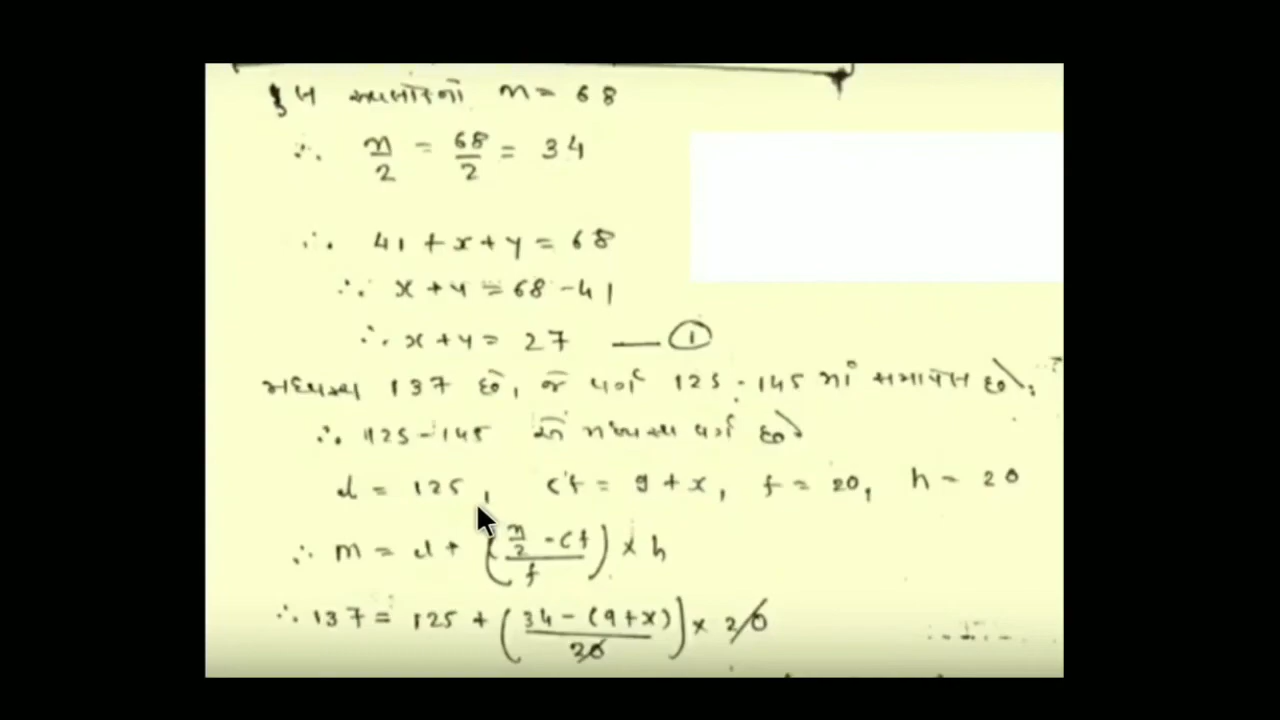 n = 68
∴ n/2 = 68/2 = 34
∴ 41 + x + y = 68
∴ x + y = 68 - 41
∴ x + y = 27 — ①
મધ્યસ્થ 137 છે, જે વર્ગ 125 - 145 માં સમાયેલ છે.
∴ 125 - 145 એ મધ્યસ્થ વર્ગ છે
l = 125, cf = 9 + x, f = 20, h = 20
∴ M = l + ((n/2 - cf)/f) × h
∴ 137 = 125 + ((34 - (9 + x))/20) × 20